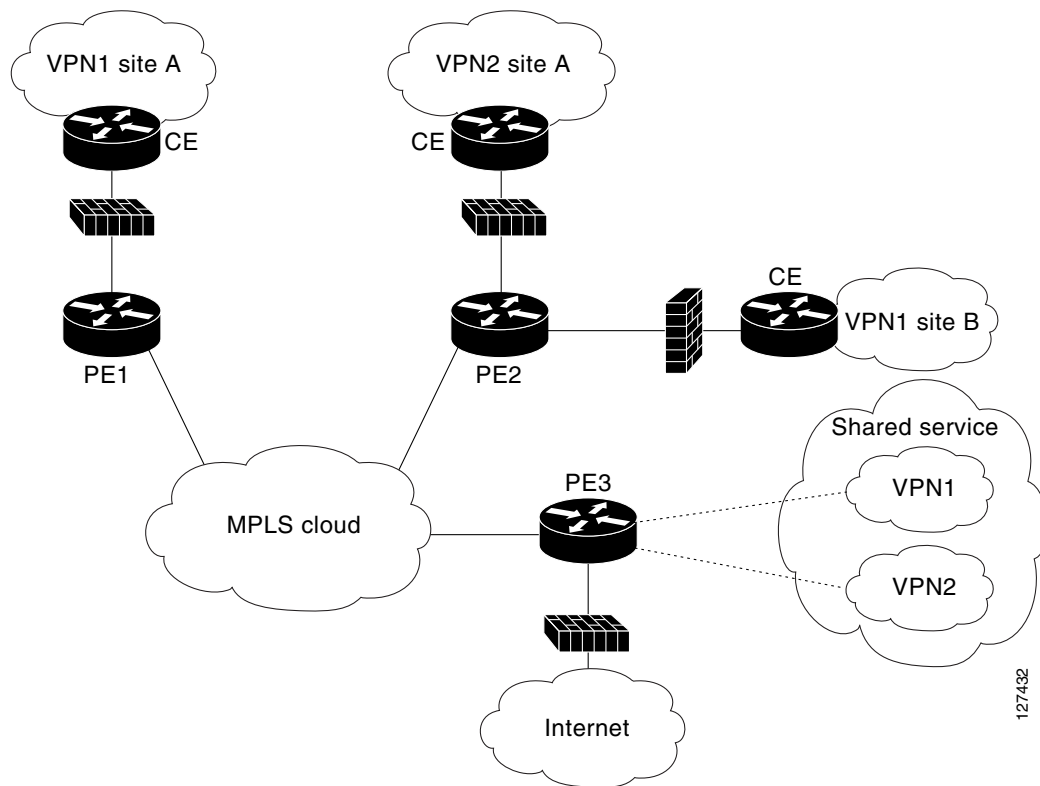 VPN1 site A
VPN2 site A
CE
CE
CE
VPN1 site B
PE1
PE2
Shared service
PE3
VPN1
MPLS cloud
VPN2
Internet
127432